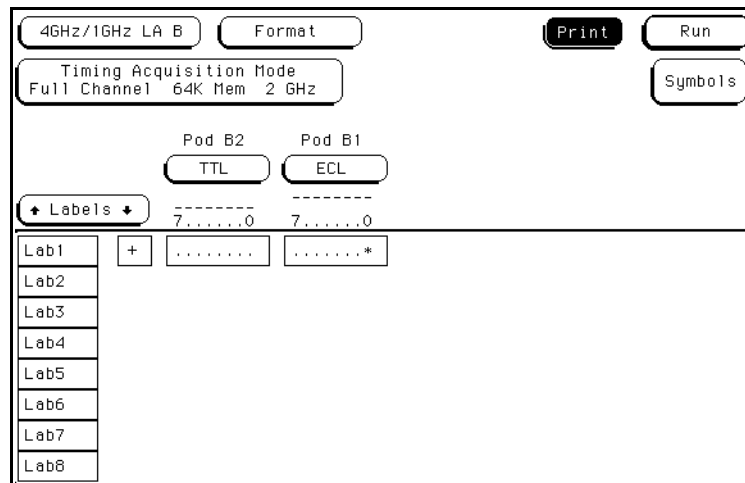 4GHz/1GHz LA B Format Print Run
Timing Acquisition Mode
Full Channel 64K Mem 2 GHz
Symbols
Pod B2 Pod B1
TTL ECL
-------- --------
↑ Labels ↓ 7......0 7......0
Lab1 + ........ .......*
Lab2
Lab3
Lab4
Lab5
Lab6
Lab7
Lab8